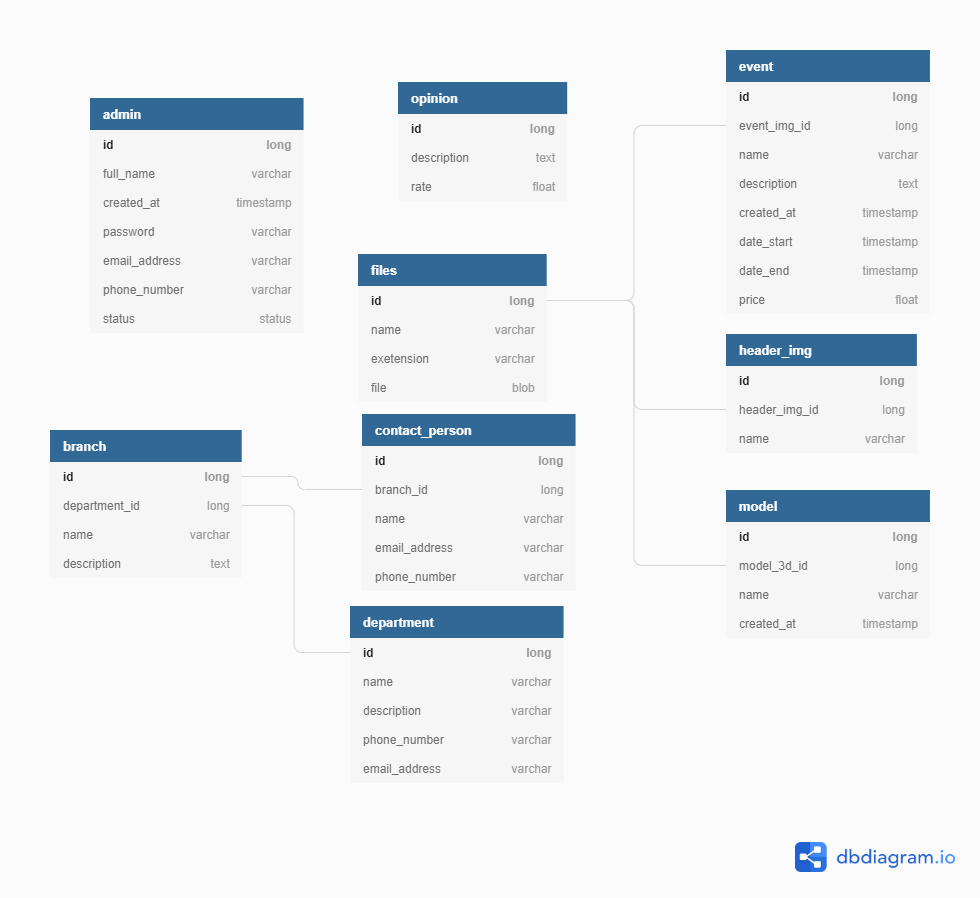 admin
id long
full_name varchar
created_at timestamp
password varchar
email_address varchar
phone_number varchar
status status
opinion
id long
description text
rate float
event
id long
event_img_id long
name varchar
description text
created_at timestamp
date_start timestamp
date_end timestamp
price float
files
id long
name varchar
exetension varchar
file blob
header_img
id long
header_img_id long
name varchar
branch
id long
department_id long
name varchar
description text
contact_person
id long
branch_id long
name varchar
email_address varchar
phone_number varchar
model
id long
model_3d_id long
name varchar
created_at timestamp
department
id long
name varchar
description varchar
phone_number varchar
email_address varchar
dbdiagram.io